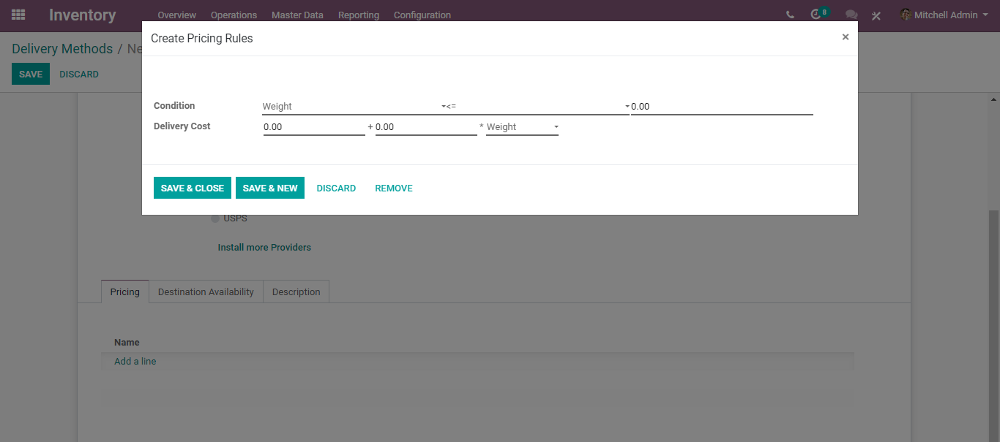 Inventory Overview Operations Master Data Reporting Configuration 8 Mitchell Admin
Create Pricing Rules ×
Delivery Methods / Ne
SAVE DISCARD
Condition Weight <= 0.00
Delivery Cost 0.00 + 0.00 * Weight
SAVE & CLOSE SAVE & NEW DISCARD REMOVE
USPS
Install more Providers
Pricing Destination Availability Description
Name
Add a line